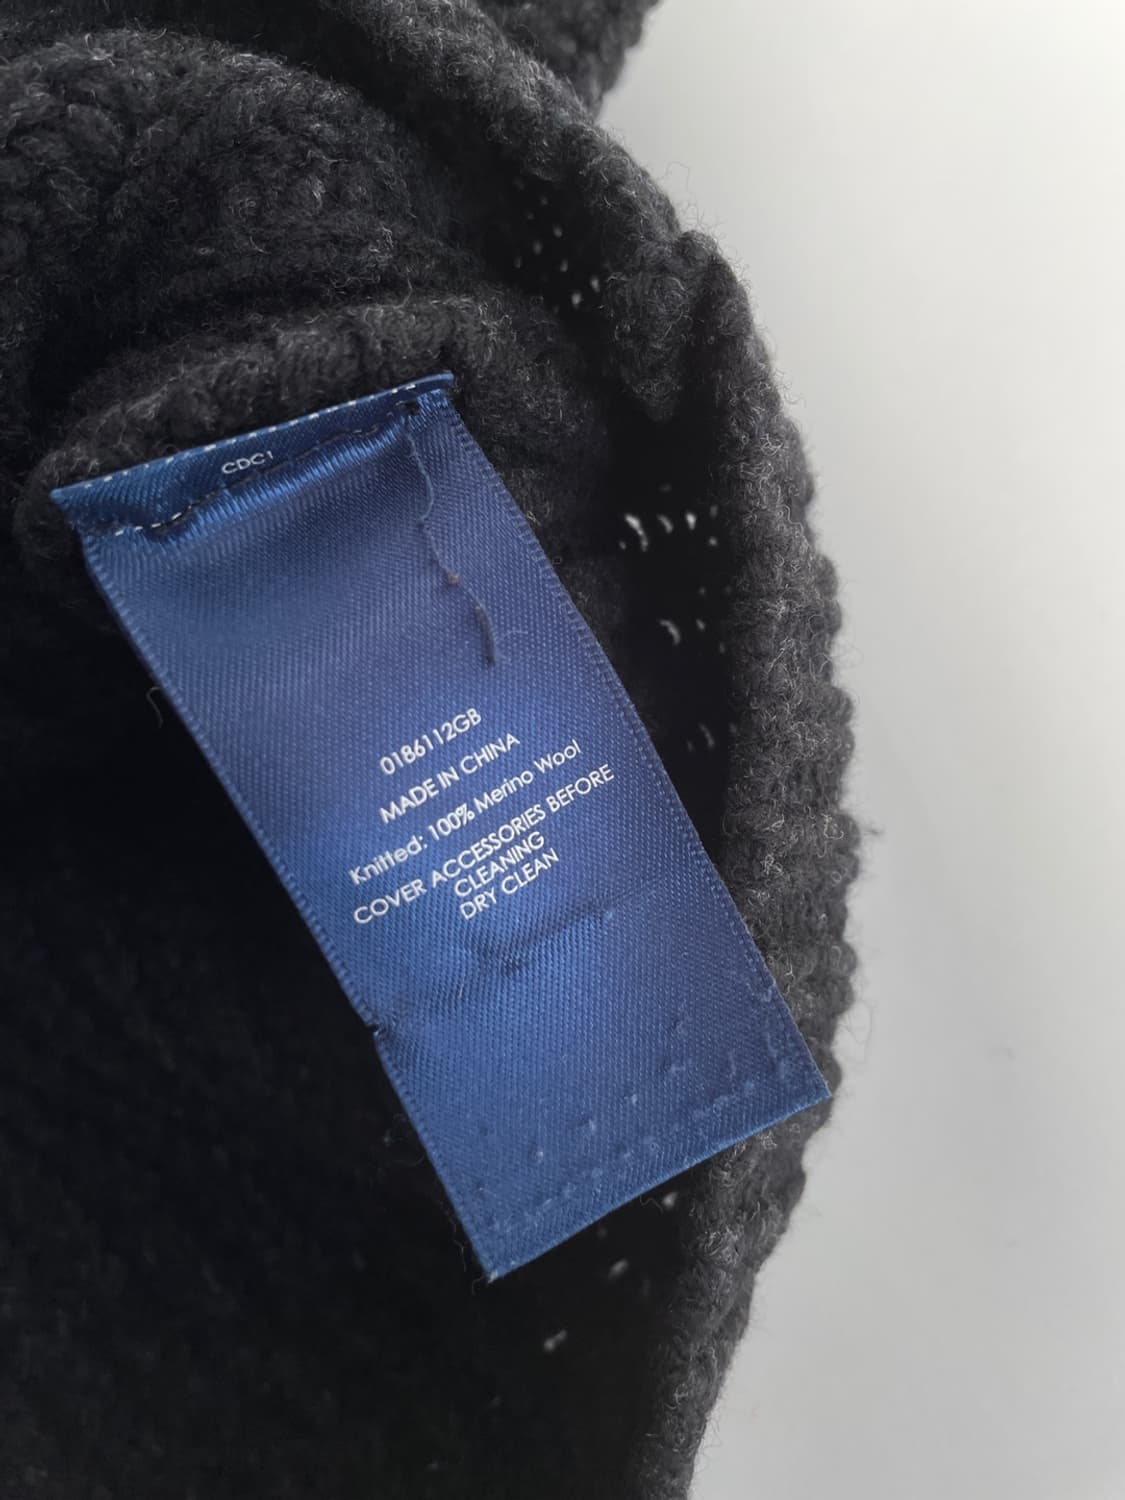 CDC1
0186112GB
MADE IN CHINA
Knitted: 100% Merino Wool
COVER ACCESSORIES BEFORE
CLEANING
DRY CLEAN